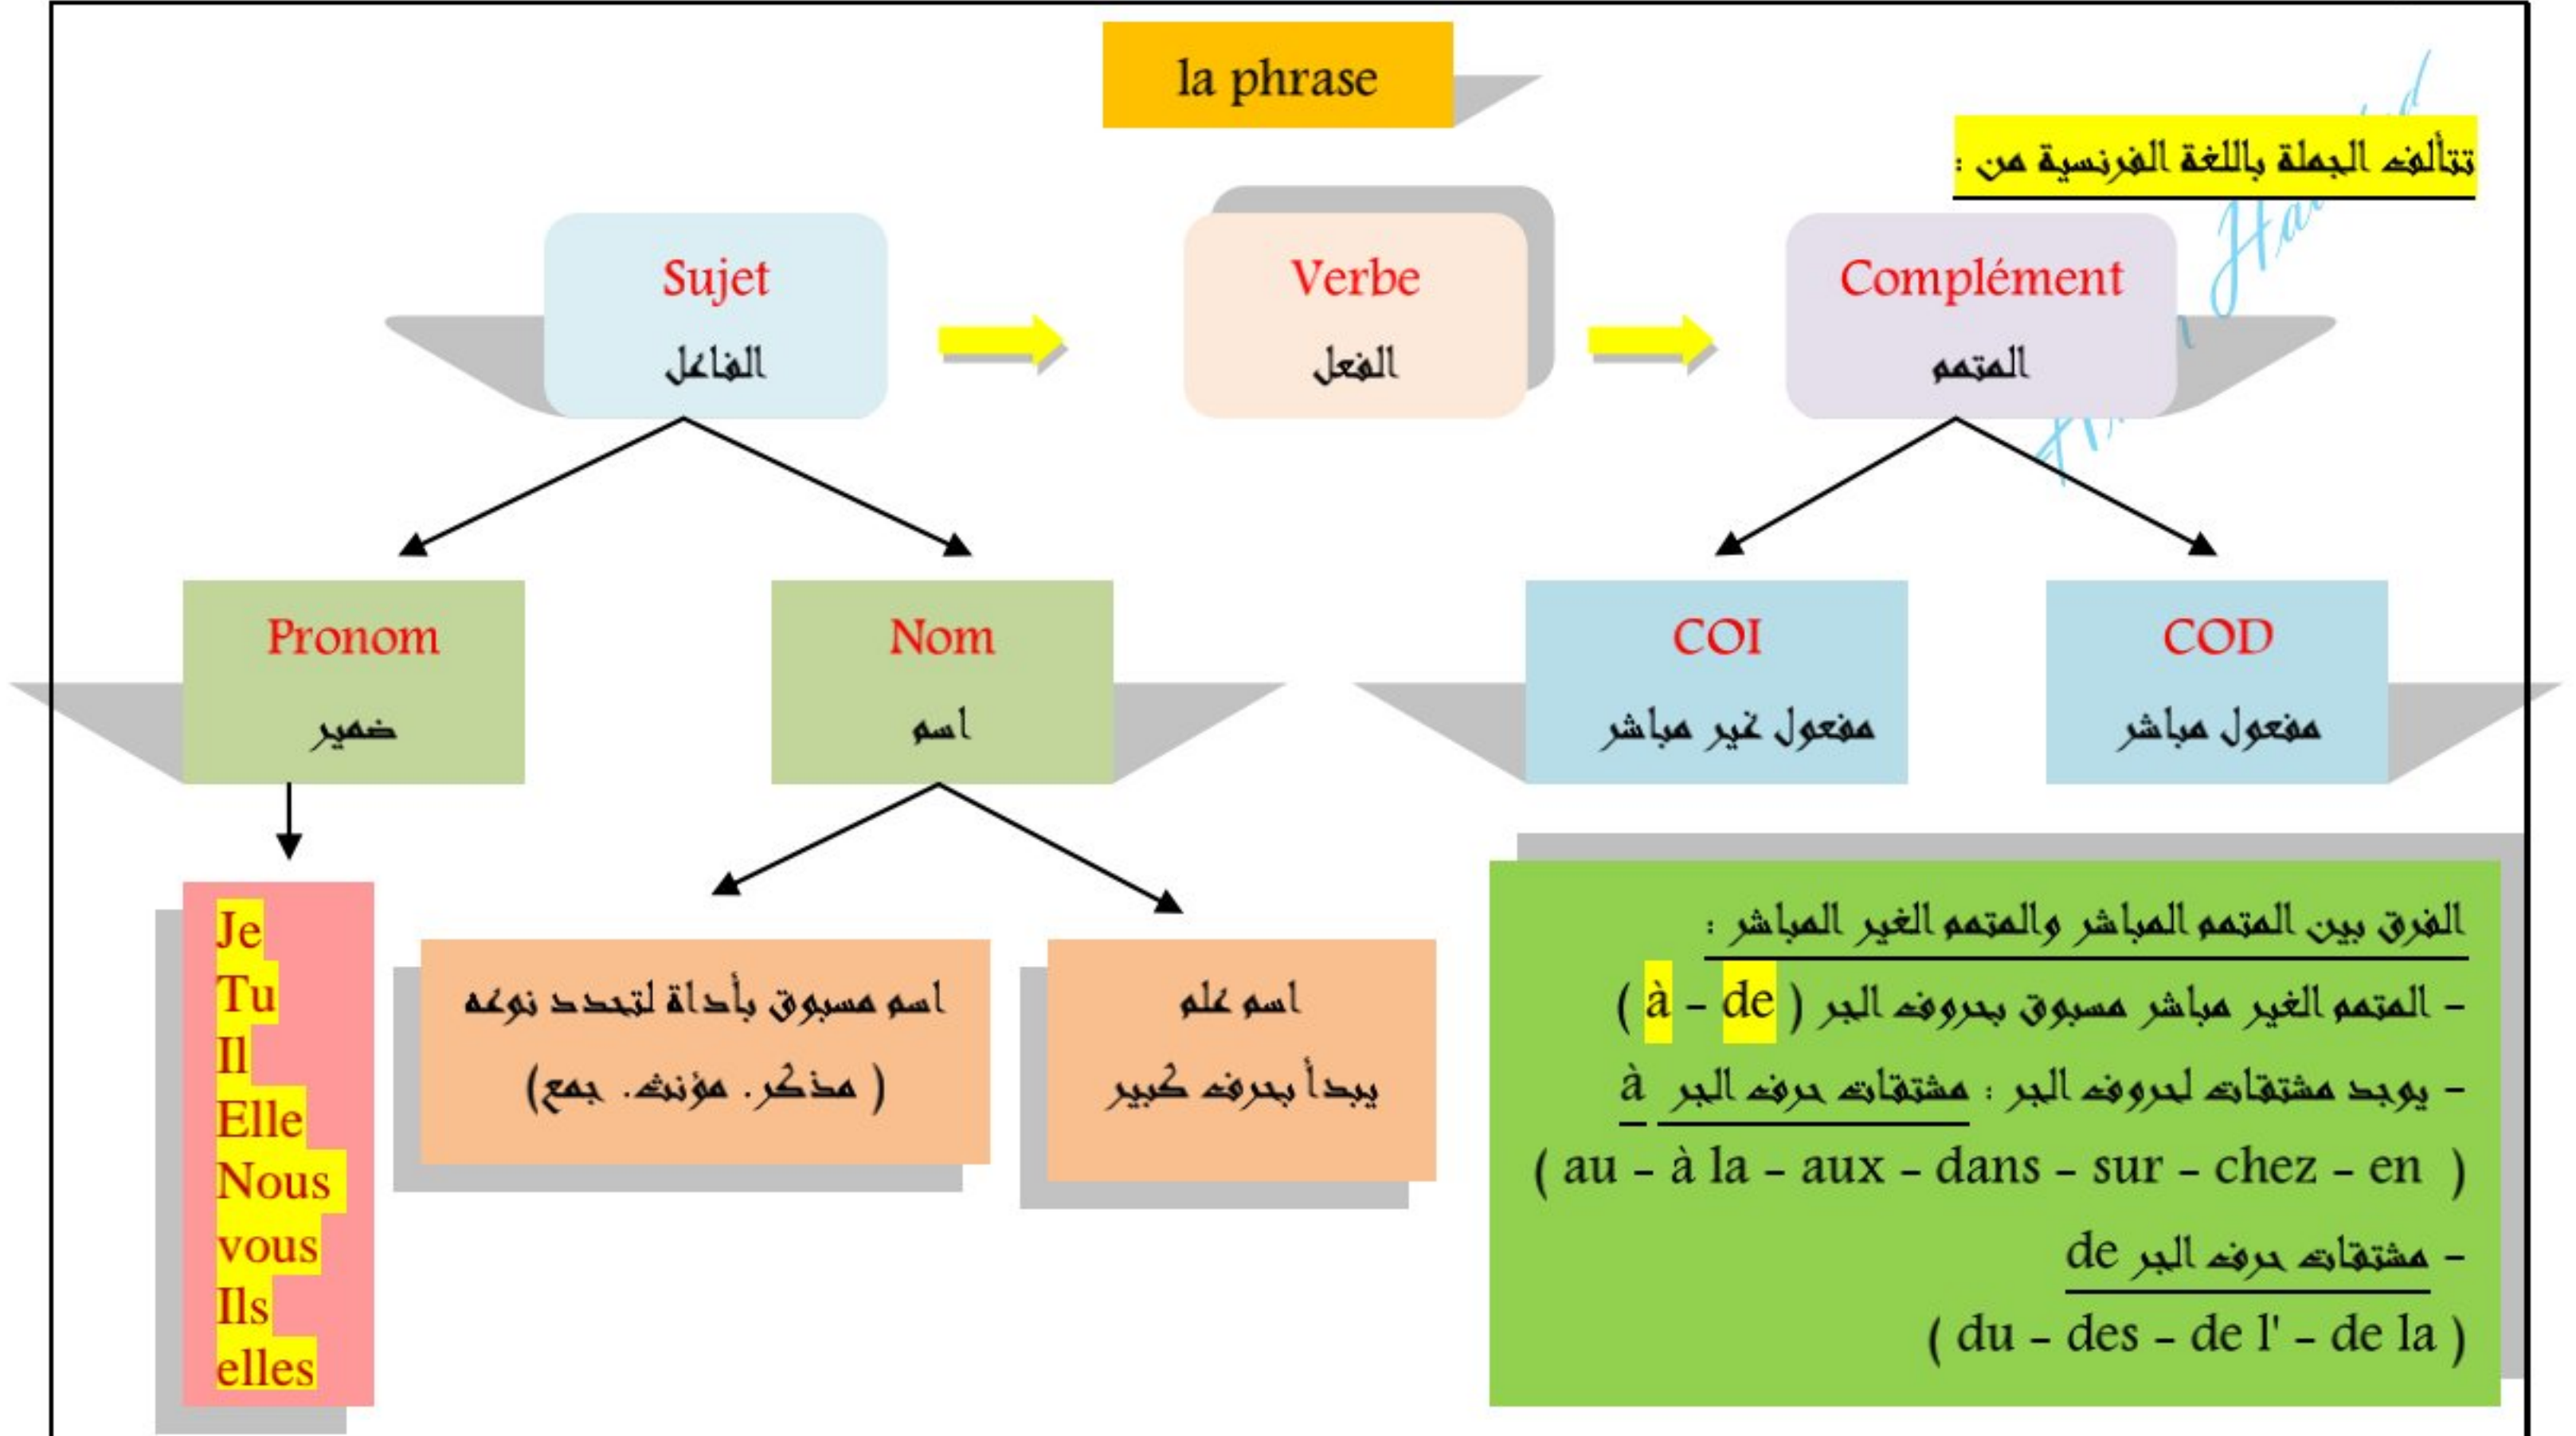 la phrase
تتألف الجملة باللغة الفرنسية من :
Sujet
الفاعل
Verbe
الفعل
Complément
المتمم
Pronom
ضمير
Nom
اسم
COI
مفعول غير مباشر
COD
مفعول مباشر
Je
Tu
Il
Elle
Nous
vous
Ils
elles
اسم مسبوق بأداة لتحدد نوعه
( مذكر. مؤنث. جمع)
اسم علم
يبدأ بحرف كبير
الفرق بين المتمم المباشر والمتمم الغير المباشر :
- المتمم الغير مباشر مسبوق بحروف الجر ( de - à )
- يوجد مشتقات لحروف الجر : مشتقات حرف الجر à
( au - à la - aux - dans - sur - chez - en )
- مشتقات حرف الجر de
( du - des - de l' - de la )